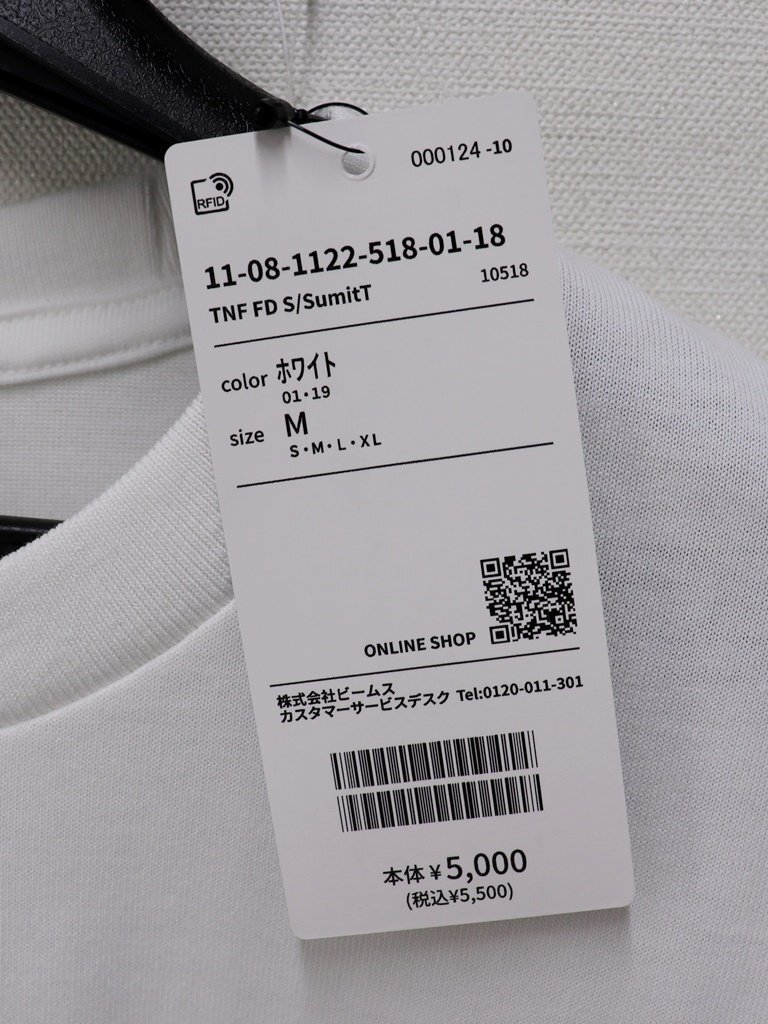 000124 -10
RFID
11-08-1122-518-01-18
TNF FD S/SumitT 10518
color ホワイト
01・19
size M
S・M・L・XL
ONLINE SHOP
株式会社ビームス
カスタマーサービスデスク Tel:0120-011-301
本体¥5,000
(税込¥5,500)